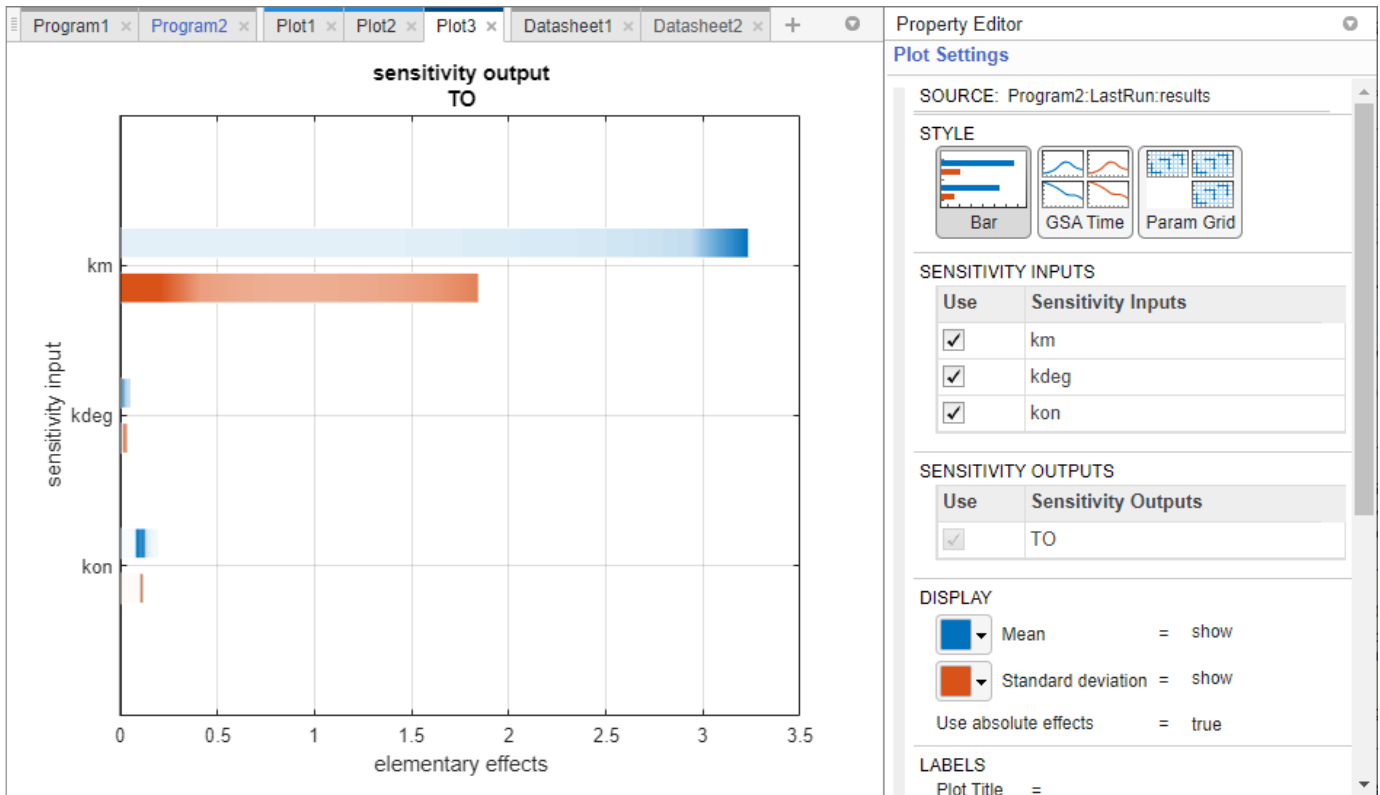 Program1 × Program2 × Plot1 × Plot2 × Plot3 × Datasheet1 × Datasheet2 × +
sensitivity output
TO
km
kdeg
kon
sensitivity input
0 0.5 1 1.5 2 2.5 3 3.5
elementary effects
Property Editor
Plot Settings
SOURCE: Program2:LastRun:results
STYLE
Bar GSA Time Param Grid
SENSITIVITY INPUTS
Use Sensitivity Inputs
km
kdeg
kon
SENSITIVITY OUTPUTS
Use Sensitivity Outputs
TO
DISPLAY
Mean = show
Standard deviation = show
Use absolute effects = true
LABELS
Plot Title =